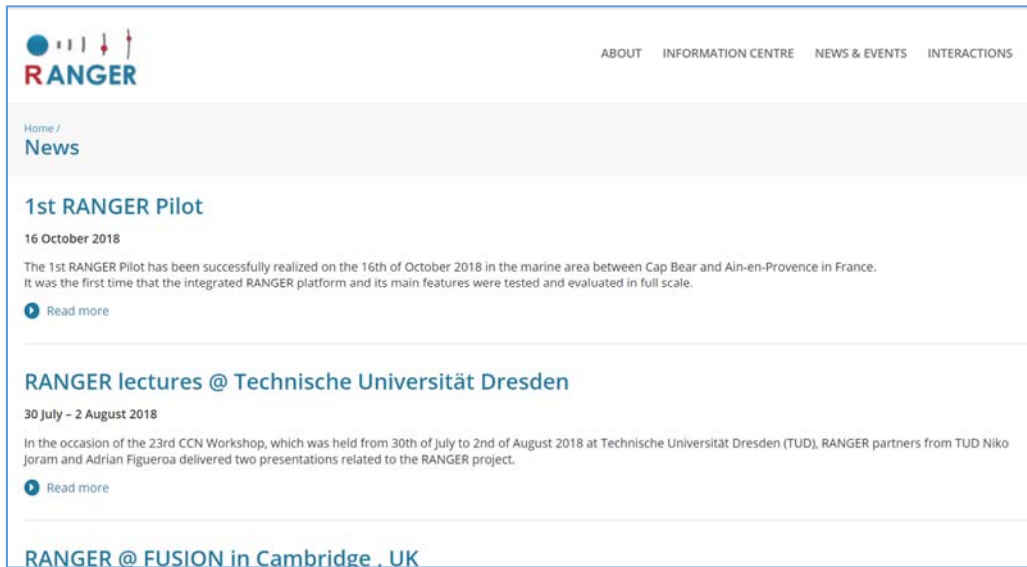 RANGER
ABOUT INFORMATION CENTRE NEWS & EVENTS INTERACTIONS
Home /
News
1st RANGER Pilot
16 October 2018
The 1st RANGER Pilot has been successfully realized on the 16th of October 2018 in the marine area between Cap Bear and Ain-en-Provence in France.
It was the first time that the integrated RANGER platform and its main features were tested and evaluated in full scale.
Read more
RANGER lectures @ Technische Universität Dresden
30 July – 2 August 2018
In the occasion of the 23rd CCN Workshop, which was held from 30th of July to 2nd of August 2018 at Technische Universität Dresden (TUD), RANGER partners from TUD Niko
Joram and Adrian Figueroa delivered two presentations related to the RANGER project.
Read more
RANGER @ FUSION in Cambridge , UK